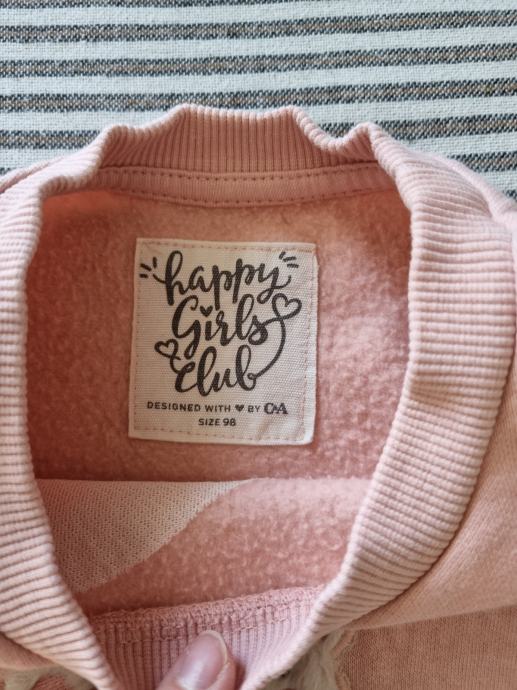 happy
Girls
Club
DESIGNED WITH ♥ BY C&A
SIZE 98